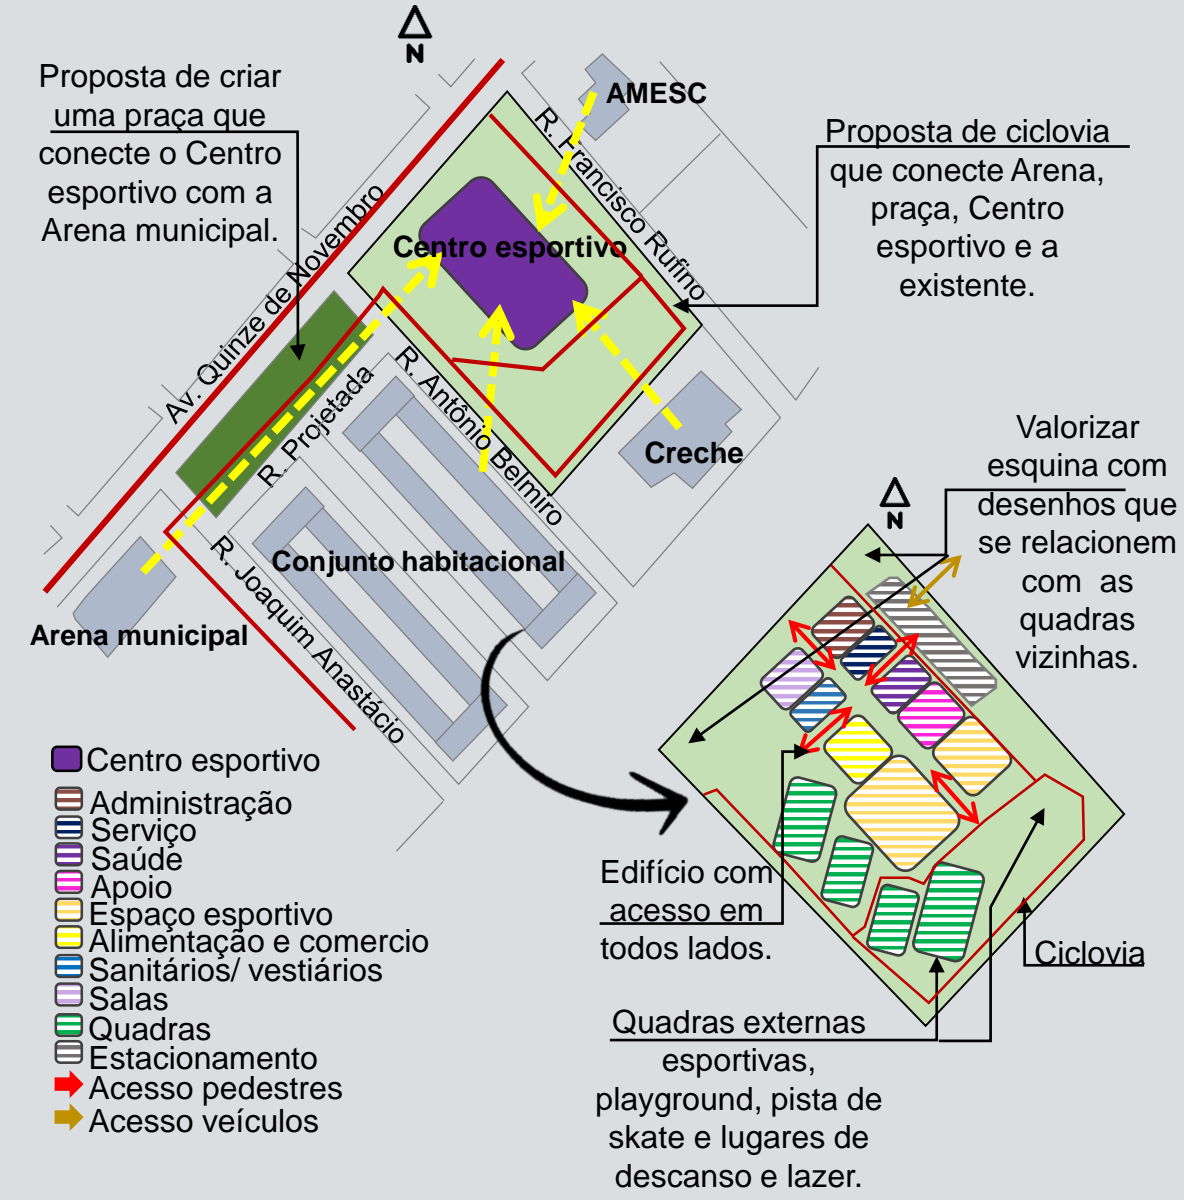 N
Proposta de criar
uma praça que
conecte o Centro
esportivo com a
Arena municipal.
AMESC
R. Francisco Rufino
Proposta de ciclovia
que conecte Arena,
praça, Centro
esportivo e a
existente.
Centro esportivo
Av. Quinze de Novembro
R. Projetada
R. Antônio Belmiro
Creche
Conjunto habitacional
R. Joaquim Anastácio
Arena municipal
Valorizar
esquina com
desenhos que
se relacionem
com as
quadras
vizinhas.
N
Centro esportivo
Administração
Serviço
Saúde
Apoio
Espaço esportivo
Alimentação e comercio
Sanitários/ vestiários
Salas
Quadras
Estacionamento
Acesso pedestres
Acesso veículos
Edifício com
acesso em
todos lados.
Ciclovia
Quadras externas
esportivas,
playground, pista de
skate e lugares de
descanso e lazer.